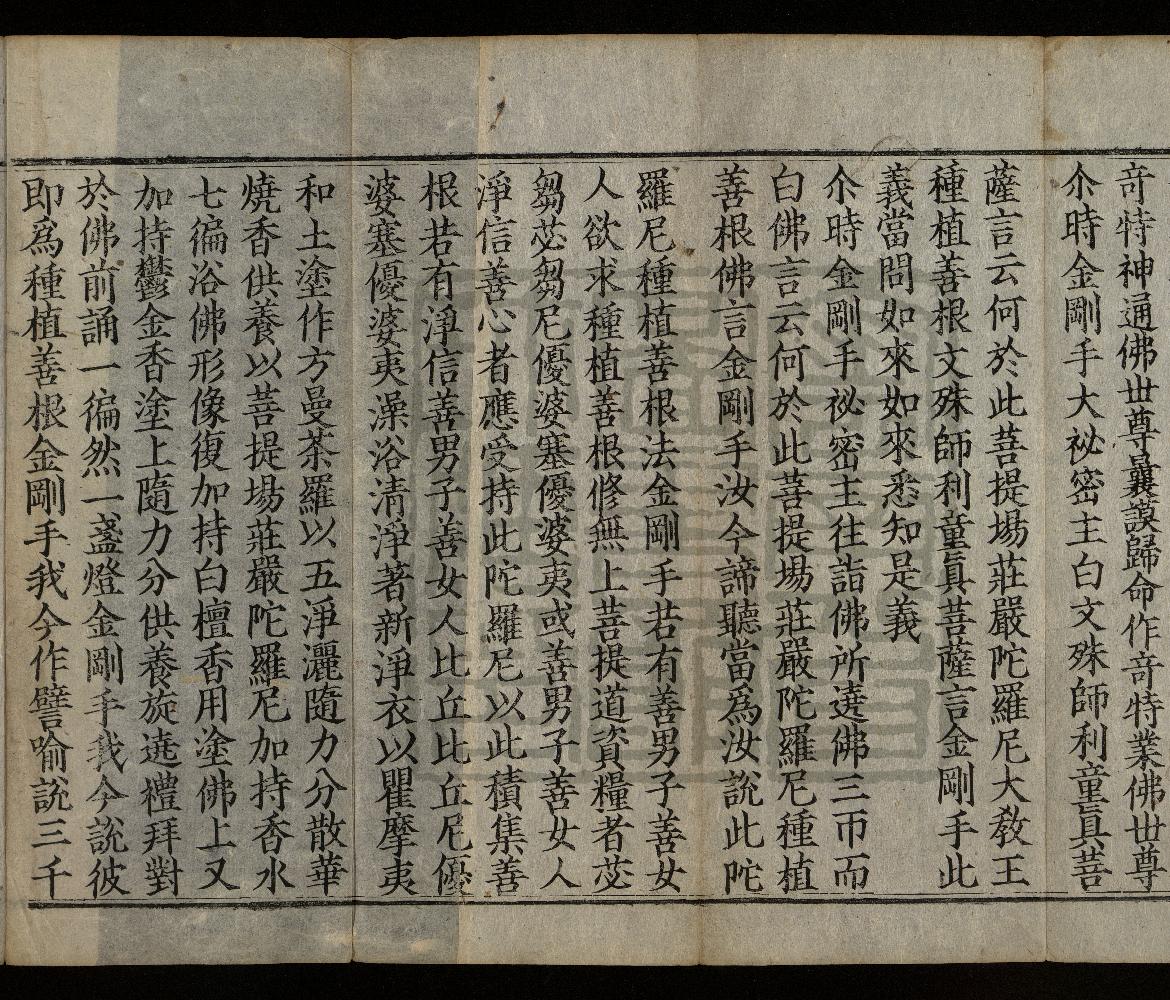 奇特神通佛世尊曩謨歸命作奇特業佛世尊
尒時金剛手大祕密主白文殊師利童真菩
薩言云何於此菩提場莊嚴陀羅尼大教王
種植善根文殊師利童真菩薩言金剛手此
義當問如來如來悉知是義
尒時金剛手祕密主往詣佛所遶佛三帀而
白佛言云何於此菩提場莊嚴陀羅尼種植
善根佛言金剛手汝今諦聽當爲汝說此陀
羅尼種植善根法金剛手若有善男子善女
人欲求種植善根修無上菩提道資糧者苾
芻苾芻尼優婆塞優婆夷或善男子善女人
淨信善心者應受持此陀羅尼以此積集善
根若有淨信善男子善女人比丘比丘尼優
婆塞優婆夷澡浴清淨著新淨衣以瞿摩夷
和土塗作方曼茶羅以五淨灑隨力分散華
燒香供養以菩提場莊嚴陀羅尼加持香水
七徧浴佛形像復加持白檀香用塗佛上又
加持鬱金香塗上隨力分供養旋遶禮拜對
於佛前誦一徧然一盞燈金剛手我今說彼
即爲種植善根金剛手我今作譬喻說三千